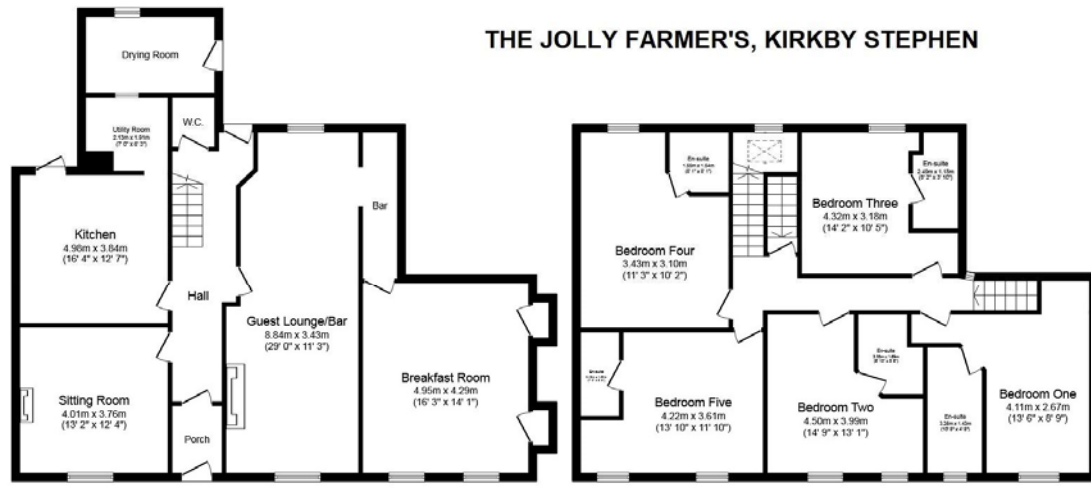 THE JOLLY FARMER'S, KIRKBY STEPHEN
Drying Room
Utility Room
2.13m x 1.91m
(7' 0" x 6' 3")
W.C.
Kitchen
4.98m x 3.84m
(16' 4" x 12' 7")
Hall
Bar
Guest Lounge/Bar
8.84m x 3.43m
(29' 0" x 11' 3")
Breakfast Room
4.95m x 4.29m
(16' 3" x 14' 1")
Sitting Room
4.01m x 3.76m
(13' 2" x 12' 4")
Porch
En-suite
Bedroom Three
4.32m x 3.18m
(14' 2" x 10' 5")
En-suite
Bedroom Four
3.43m x 3.10m
(11' 3" x 10' 2")
En-suite
Bedroom Five
4.22m x 3.61m
(13' 10" x 11' 10")
En-suite
Bedroom Two
4.50m x 3.99m
(14' 9" x 13' 1")
En-suite
Bedroom One
4.11m x 2.67m
(13' 6" x 8' 9")